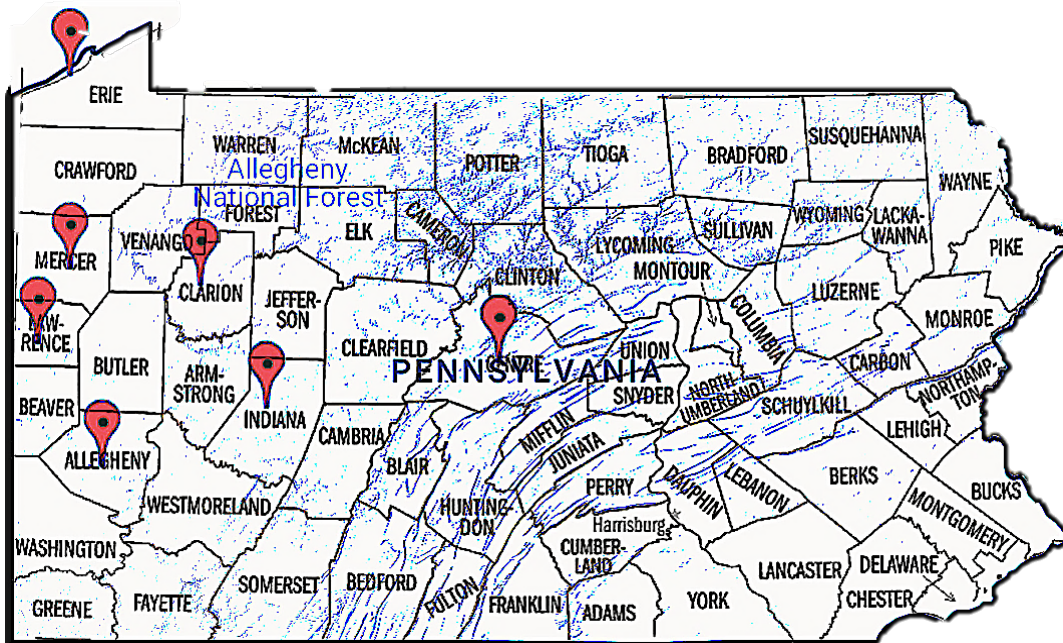 ERIE
WARREN
McKEAN
POTTER
TIOGA
BRADFORD
SUSQUEHANNA
CRAWFORD
Allegheny
National Forest
WAYNE
FOREST
CAMERON
WYOMING
LACKA-
WANNA
MERCER
VENANGO
ELK
LYCOMING
SULLIVAN
PIKE
CLARION
CLINTON
MONTOUR
LUZERNE
JEFFER-
SON
COLUMBIA
MONROE
RENCE
BUTLER
CLEARFIELD
PENNSYLVANIA
UNION
CARBON
ARM-
STRONG
SNYDER
NORTH-
UMBERLAND
NORTHAMP-
TON
BEAVER
INDIANA
CAMBRIA
MIFFLIN
SCHUYLKILL
LEHIGH
ALLEGHENY
BLAIR
JUNIATA
BERKS
BUCKS
WESTMORELAND
HUNTING-
DON
PERRY
DAUPHIN
LEBANON
MONTGOMERY
Harrisburg
WASHINGTON
CUMBER-
LAND
LANCASTER
DELAWARE
SOMERSET
BEDFORD
FULTON
FRANKLIN
ADAMS
YORK
CHESTER
GREENE
FAYETTE